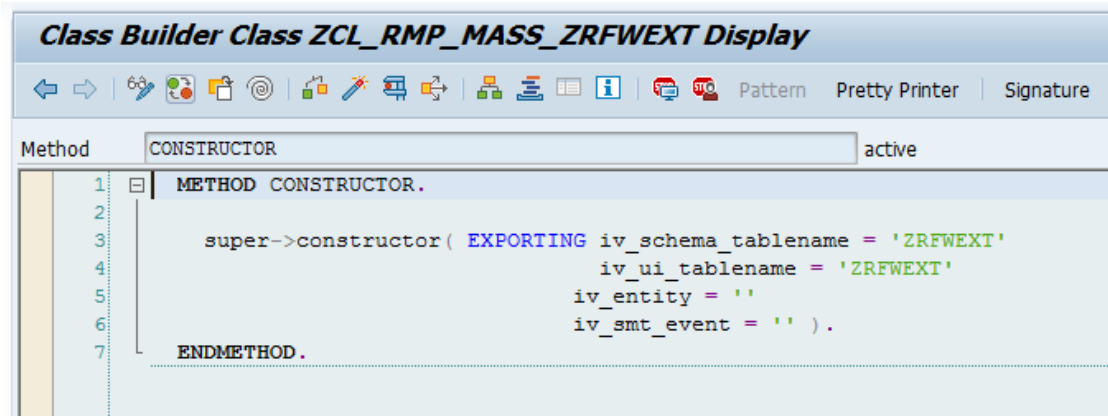 Class Builder Class ZCL_RMP_MASS_ZRFWEXT Display
Pattern Pretty Printer Signature
Method CONSTRUCTOR active
1 METHOD CONSTRUCTOR.
2
3 super->constructor( EXPORTING iv_schema_tablename = 'ZRFWEXT'
4 iv_ui_tablename = 'ZRFWEXT'
5 iv_entity = ''
6 iv_smt_event = '' ).
7 ENDMETHOD.